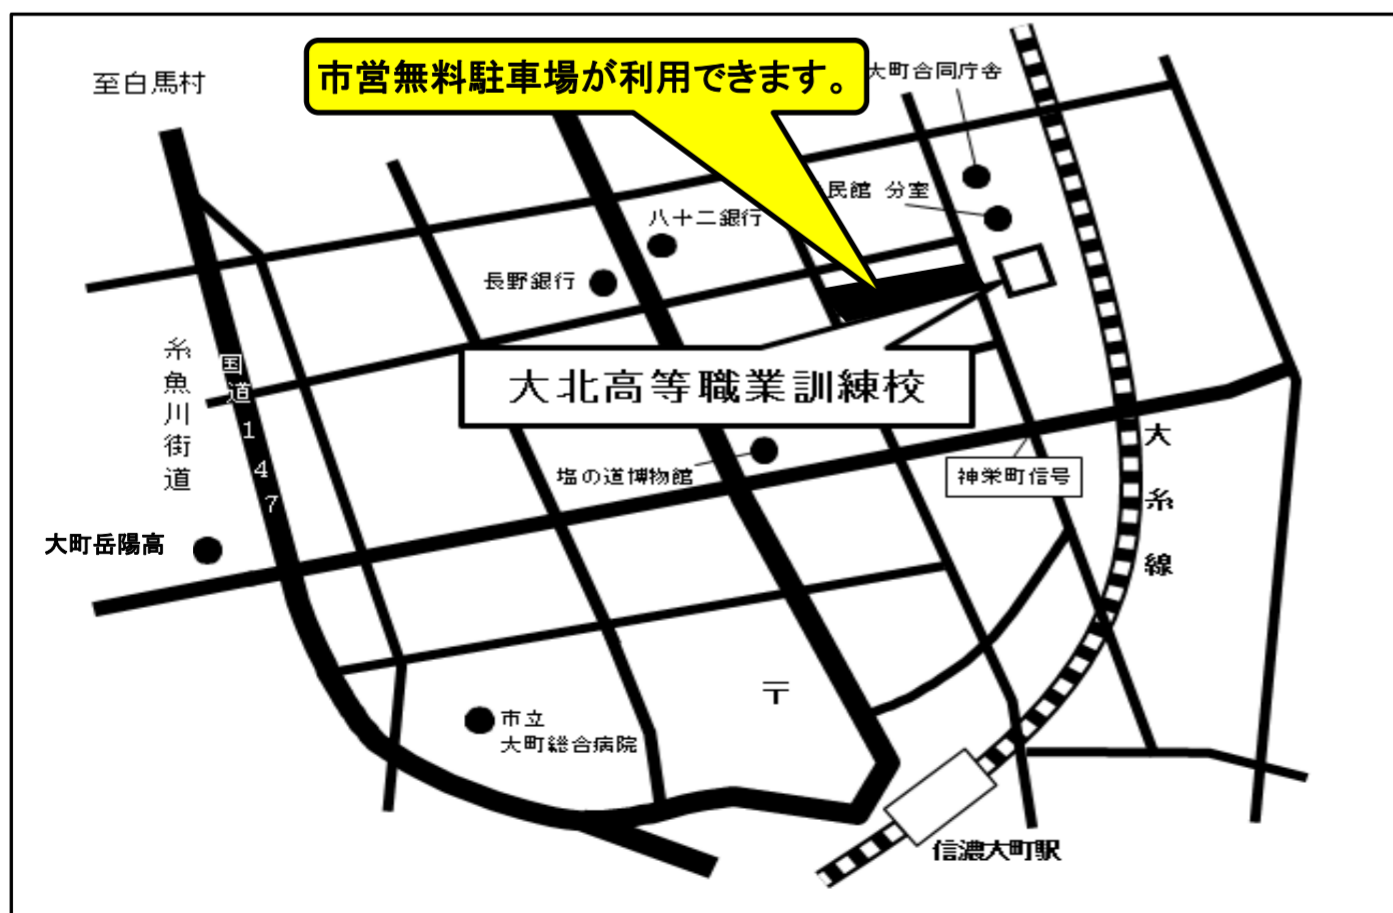 市営無料駐車場が利用できます。
至白馬村
大町合同庁舎
民館 分室
八十二銀行
長野銀行
糸魚川街道
国道147
大北高等職業訓練校
塩の道博物館
神栄町信号
大糸線
大町岳陽高
〒
市立
大町総合病院
信濃大町駅